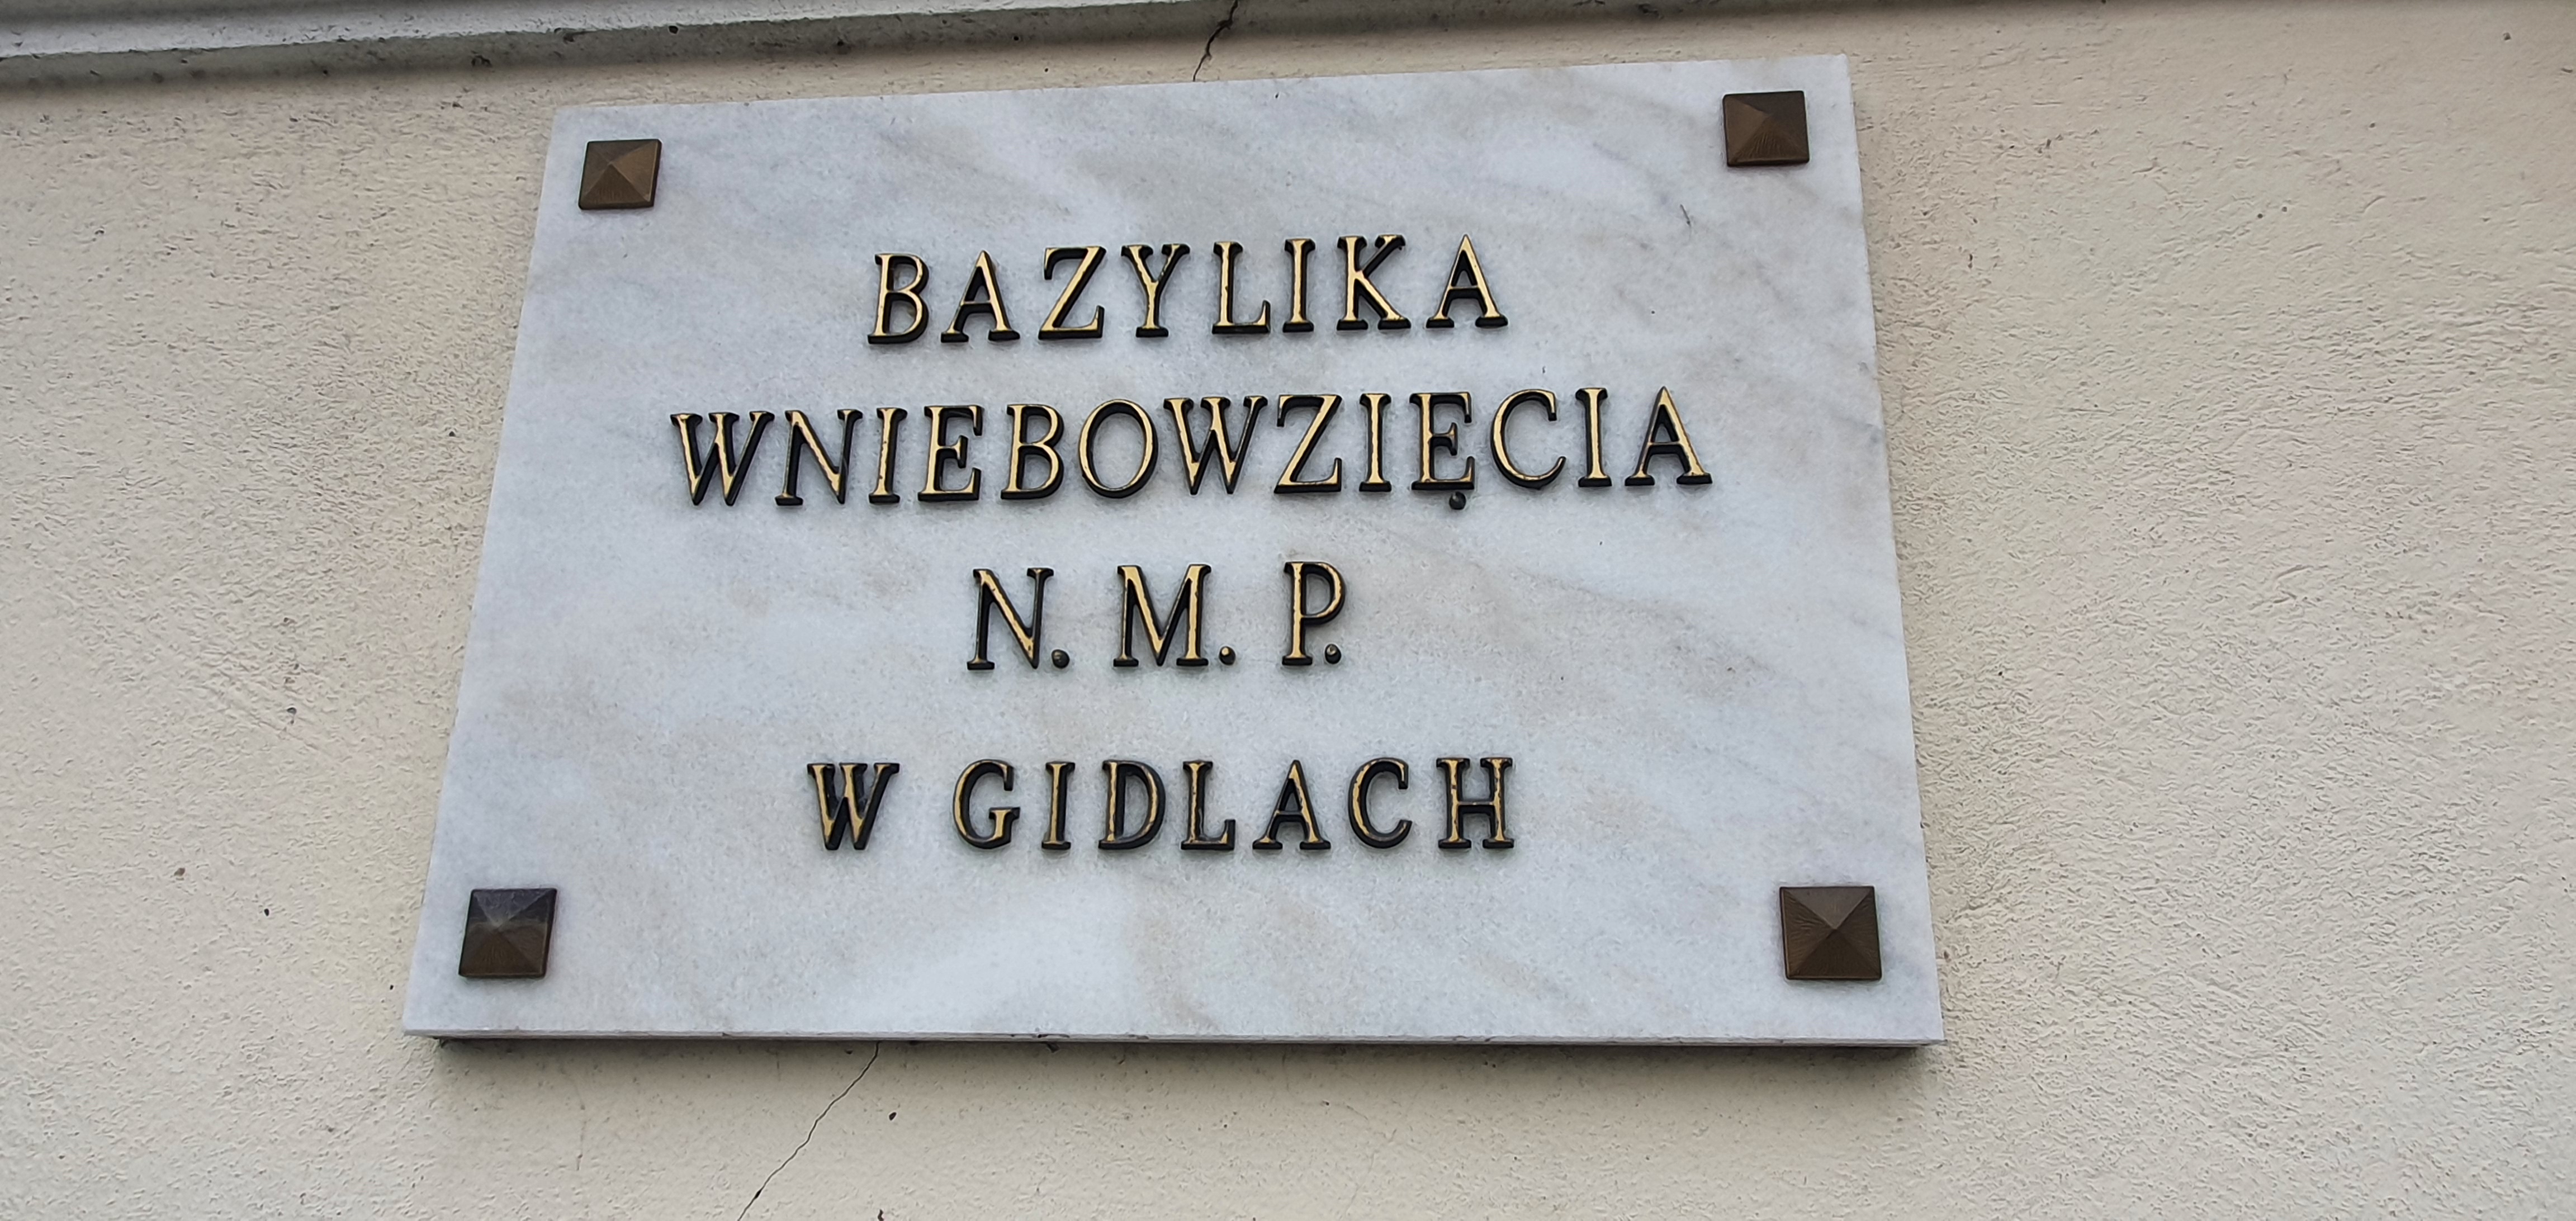 BAZYLIKA
WNIEBOWZIĘCIA
N. M. P.
W GIDLACH